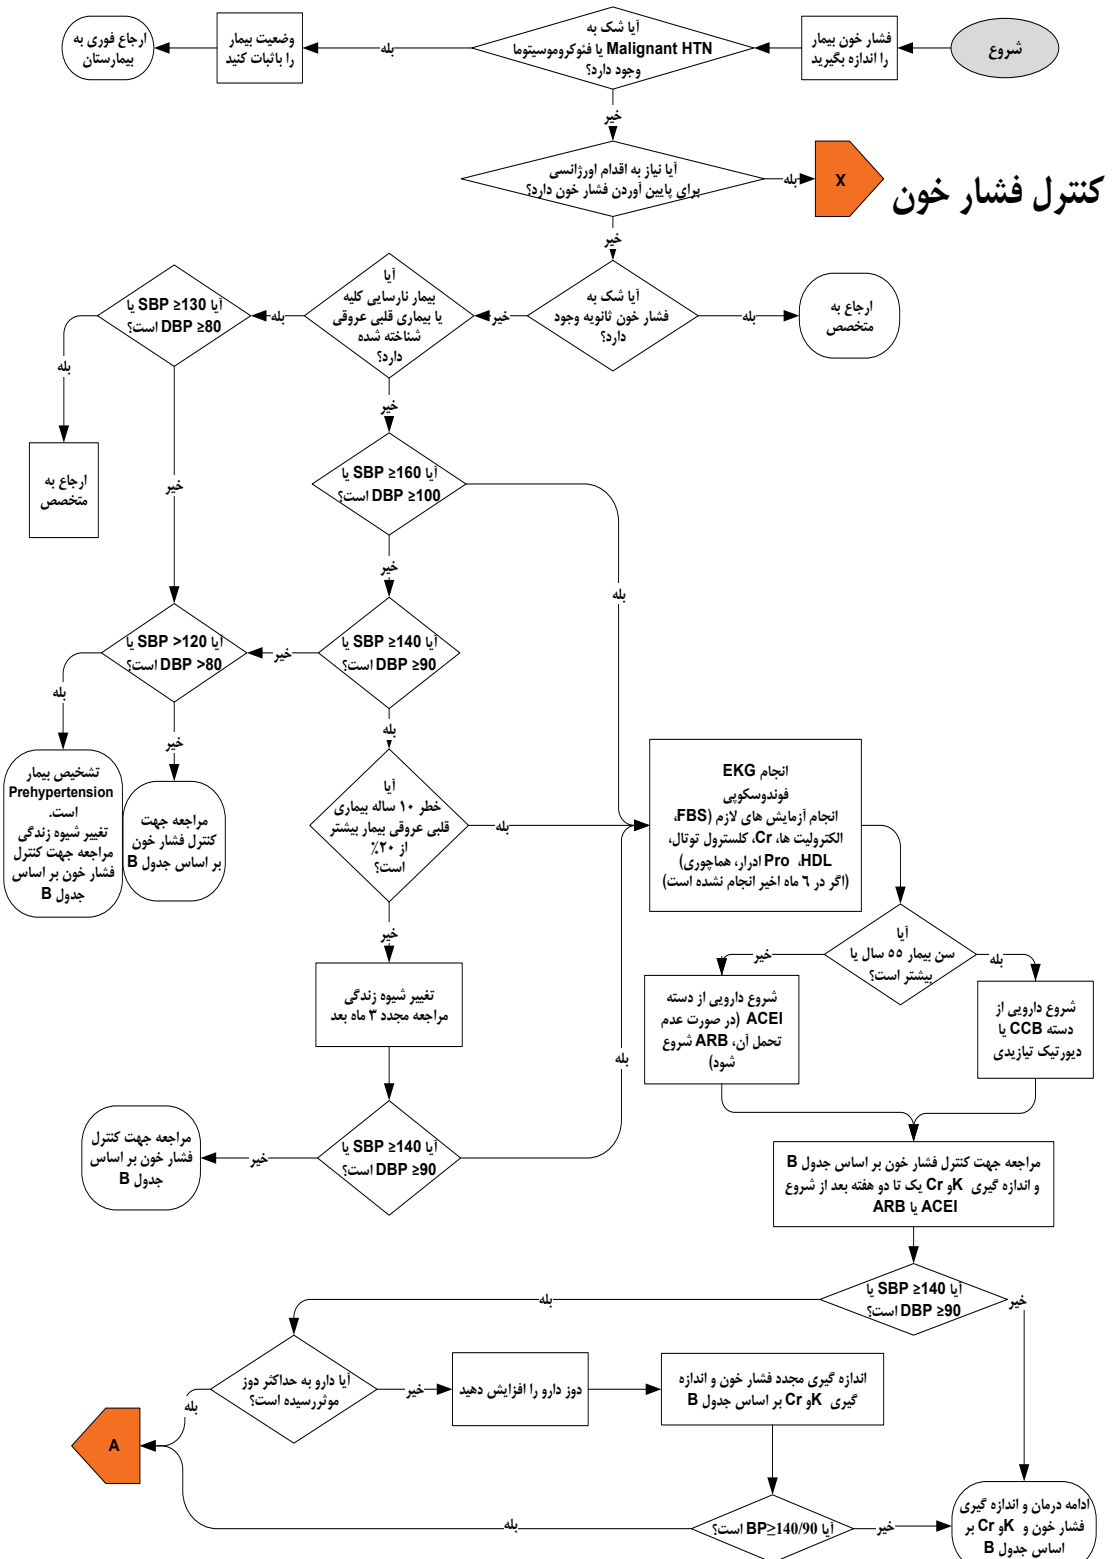 شروع
فشار خون بیمار
را اندازه بگیرید
آیا شک به
Malignant HTN یا فئوکروموسیتوما
وجود دارد؟
بله
وضعیت بیمار
را باثبات کنید
ارجاع فوری به
بیمارستان
خیر
آیا نیاز به اقدام اورژانسی
برای پایین آوردن فشار خون دارد؟
بله
X
کنترل فشار خون
خیر
آیا شک به
فشار خون ثانویه وجود
دارد؟
بله
ارجاع به
متخصص
خیر
آیا
بیمار نارسایی کلیه
یا بیماری قلبی عروقی
شناخته شده
دارد؟
بله
آیا SBP ≥130 یا
DBP ≥80 است؟
بله
ارجاع به
متخصص
خیر
خیر
آیا SBP ≥160 یا
DBP ≥100 است؟
بله
خیر
آیا SBP ≥140 یا
DBP ≥90 است؟
خیر
آیا SBP >120 یا
DBP >80 است؟
بله
تشخیص بیمار
Prehypertension
است.
تغییر شیوه زندگی
مراجعه جهت کنترل
فشار خون بر اساس
جدول B
خیر
مراجعه جهت
کنترل فشار خون
بر اساس جدول B
بله
آیا
خطر ۱۰ ساله بیماری
قلبی عروقی بیمار بیشتر
از ۲۰٪
است؟
بله
انجام EKG
فوندوسکوپی
انجام آزمایش های لازم (FBS،
الکترولیت ها، Cr، کلسترول توتال،
HDL، Pro ادرار، هماچوری)
(اگر در ٦ ماه اخیر انجام نشده است)
خیر
تغییر شیوه زندگی
مراجعه مجدد ۳ ماه بعد
آیا SBP ≥140 یا
DBP ≥90 است؟
بله
خیر
مراجعه جهت کنترل
فشار خون بر اساس
جدول B
آیا
سن بیمار ٥٥ سال یا
بیشتر است؟
بله
شروع دارویی از
دسته CCB یا
دیورتیک تیازیدی
خیر
شروع دارویی از دسته
ACEI (در صورت عدم
تحمل آن، ARB شروع
شود)
مراجعه جهت کنترل فشار خون بر اساس جدول B
و اندازه گیری K و Cr یک تا دو هفته بعد از شروع
ACEI یا ARB
آیا SBP ≥140 یا
DBP ≥90 است؟
خیر
بله
آیا دارو به حداکثر دوز
موثررسیده است؟
بله
خیر
دوز دارو را افزایش دهید
اندازه گیری مجدد فشار خون و اندازه
گیری K و Cr بر اساس جدول B
A
آیا BP≥140/90 است؟
بله
خیر
ادامه درمان و اندازه گیری
فشار خون و K و Cr بر
اساس جدول B